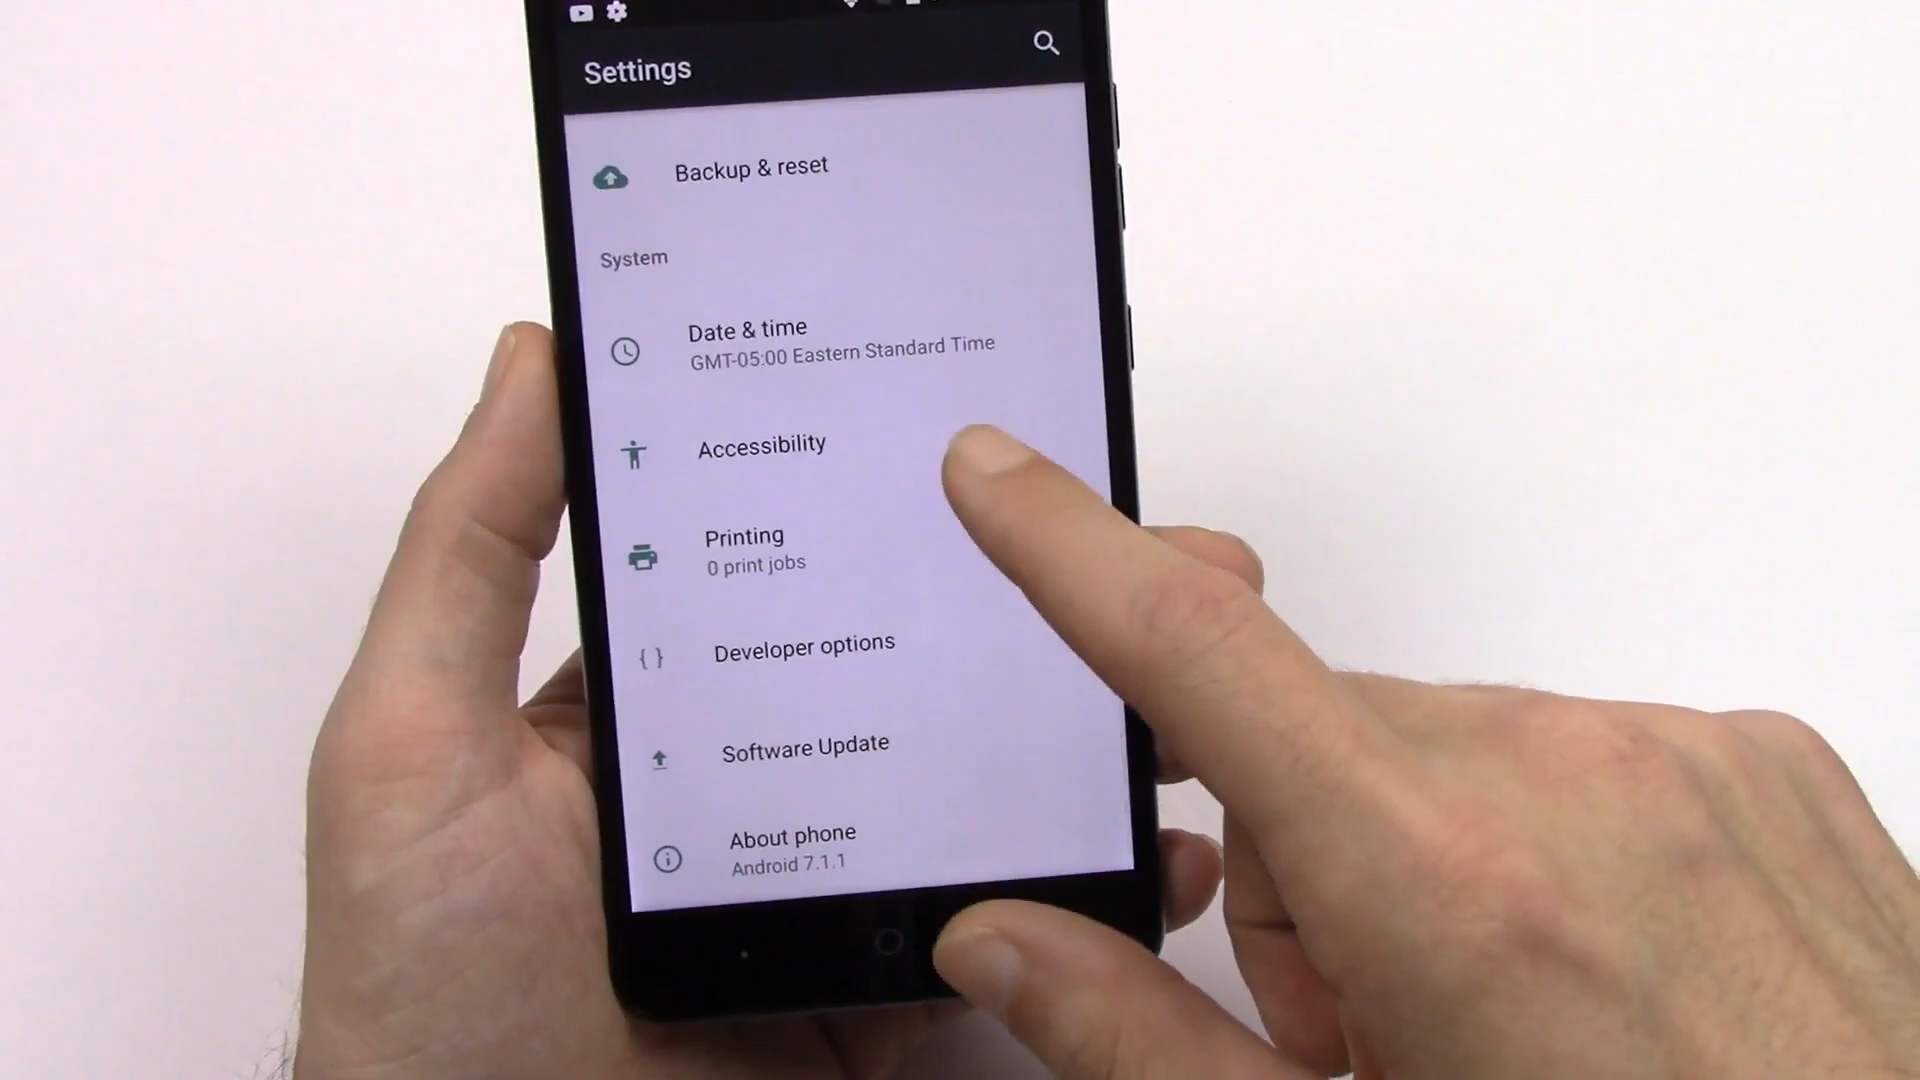 Settings
Backup & reset
System
Date & time
GMT-05:00 Eastern Standard Time
Accessibility
Printing
0 print jobs
{ }
Developer options
Software Update
About phone
Android 7.1.1